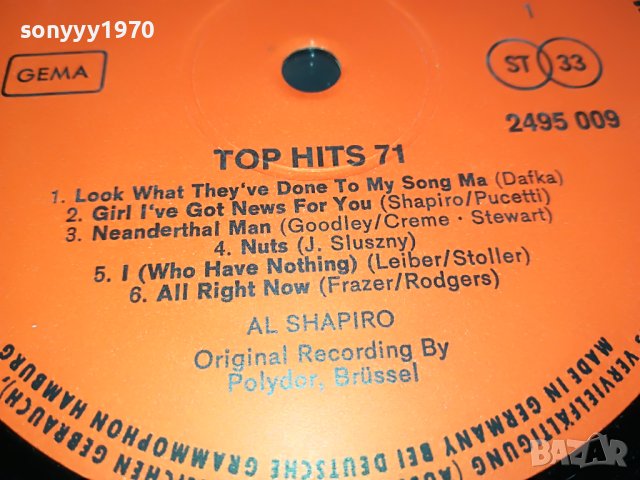 sonyyy1970
GEMA
I
ST 33
2495 009
TOP HITS 71
1. Look What They've Done To My Song Ma (Dafka)
2. Girl I've Got News For You (Shapiro/Pucetti)
3. Neanderthal Man (Goodley/Creme · Stewart)
4. Nuts (J. Sluszny)
5. I (Who Have Nothing) (Leiber/Stoller)
6. All Right Now (Frazer/Rodgers)
AL SHAPIRO
Original Recording By
Polydor, Brüssel
VERVIELFÄLTIGUNG
GEBRAUCH),
MADE IN GERMANY BEI DEUTSCHE GRAMMOPHON HAMBURG
BAZAR